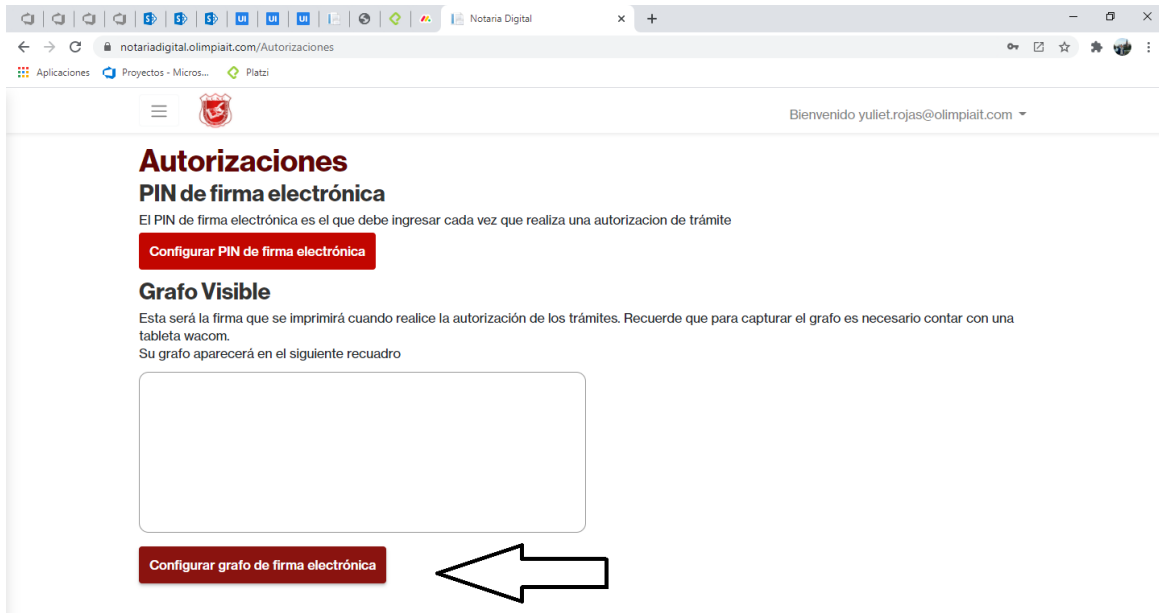 UI
UI
UI
Notaria Digital
notariadigital.olimpiait.com/Autorizaciones
Aplicaciones
Proyectos - Micros...
Platzi
Bienvenido yuliet.rojas@olimpiait.com
Autorizaciones
PIN de firma electrónica
El PIN de firma electrónica es el que debe ingresar cada vez que realiza una autorizacion de trámite
Configurar PIN de firma electrónica
Grafo Visible
Esta será la firma que se imprimirá cuando realice la autorización de los trámites. Recuerde que para capturar el grafo es necesario contar con una
tableta wacom.
Su grafo aparecerá en el siguiente recuadro
Configurar grafo de firma electrónica